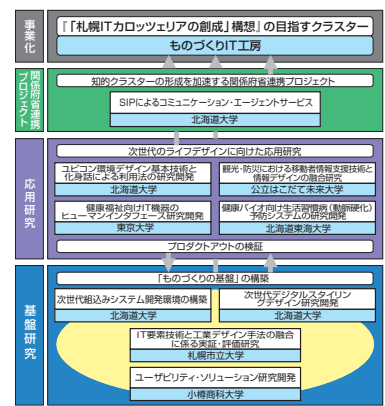 事業化
『「札幌ITカロッツェリアの創成」構想』の目指すクラスター
ものづくりIT工房
関係府省連携
プロジェクト
知的クラスターの形成を加速する関係府省連携プロジェクト
SIPによるコミュニケーション・エージェントサービス
北海道大学
応用研究
次世代のライフデザインに向けた応用研究
ユビコン環境デザイン基本技術と
化身話による利用法の研究開発
北海道大学
観光・防災における移動者情報支援技術と
情報デザインの融合研究
公立はこだて未来大学
健康福祉向けIT機器の
ヒューマンインタフェース研究開発
東京大学
健康バイオ向け生活習慣病(動脈硬化)
予防システムの研究開発
北海道東海大学
プロダクトアウトの検証
基盤研究
「ものづくりの基盤」の構築
次世代組込みシステム開発環境の構築
北海道大学
次世代デジタルスタイリン
グデザイン研究開発
北海道大学
IT要素技術と工業デザイン手法の融合
に係る実証・評価研究
札幌市立大学
ユーザビリティ・ソリューション研究開発
小樽商科大学